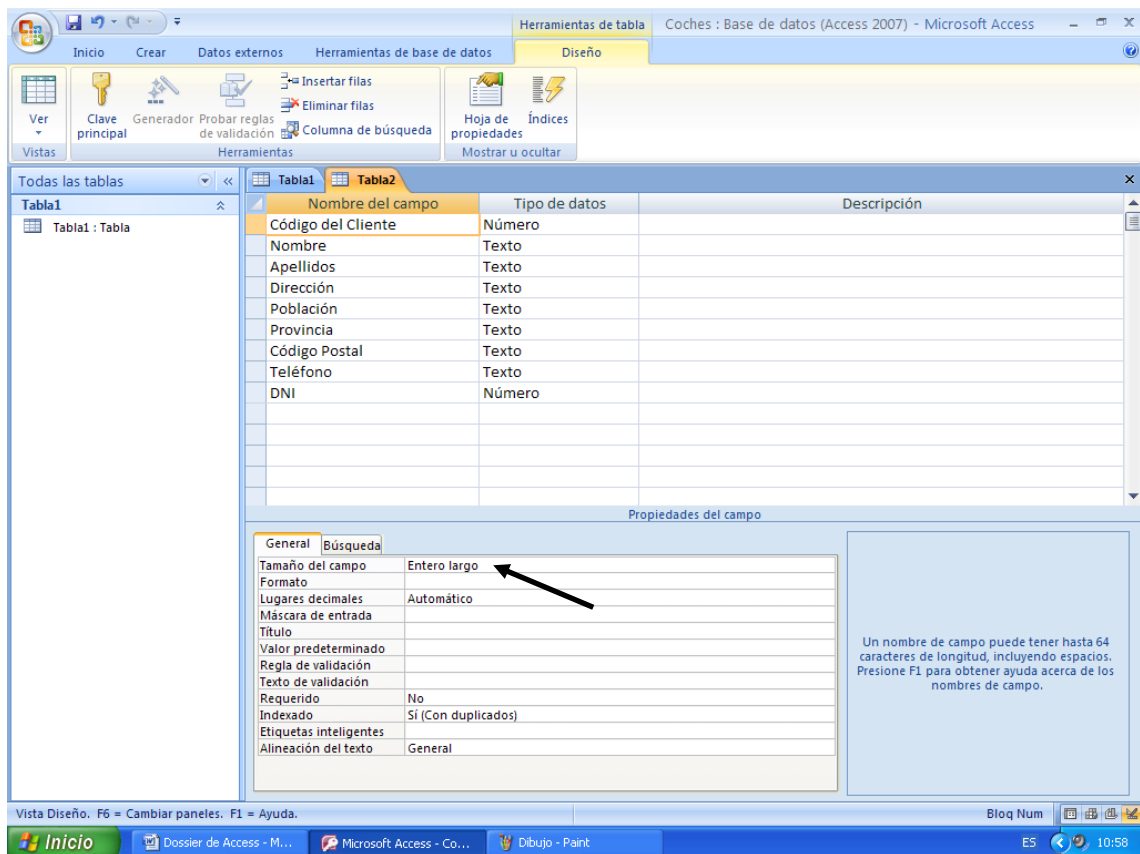 Herramientas de tabla
Coches : Base de datos (Access 2007) - Microsoft Access
Inicio
Crear
Datos externos
Herramientas de base de datos
Diseño
Ver
Clave principal
Generador
Probar reglas de validación
Insertar filas
Eliminar filas
Columna de búsqueda
Hoja de propiedades
Índices
Vistas
Herramientas
Mostrar u ocultar
Todas las tablas
Tabla1
Tabla1 : Tabla
Tabla1
Tabla2
Nombre del campo Tipo de datos Descripción
Código del Cliente Número
Nombre Texto
Apellidos Texto
Dirección Texto
Población Texto
Provincia Texto
Código Postal Texto
Teléfono Texto
DNI Número
Propiedades del campo
General Búsqueda
Tamaño del campo Entero largo
Formato
Lugares decimales Automático
Máscara de entrada
Título
Valor predeterminado
Regla de validación
Texto de validación
Requerido No
Indexado Sí (Con duplicados)
Etiquetas inteligentes
Alineación del texto General
Un nombre de campo puede tener hasta 64
caracteres de longitud, incluyendo espacios.
Presione F1 para obtener ayuda acerca de los
nombres de campo.
Vista Diseño. F6 = Cambiar paneles. F1 = Ayuda.
Bloq Num
Inicio
Dossier de Access - M...
Microsoft Access - Co...
Dibujo - Paint
ES
10:58